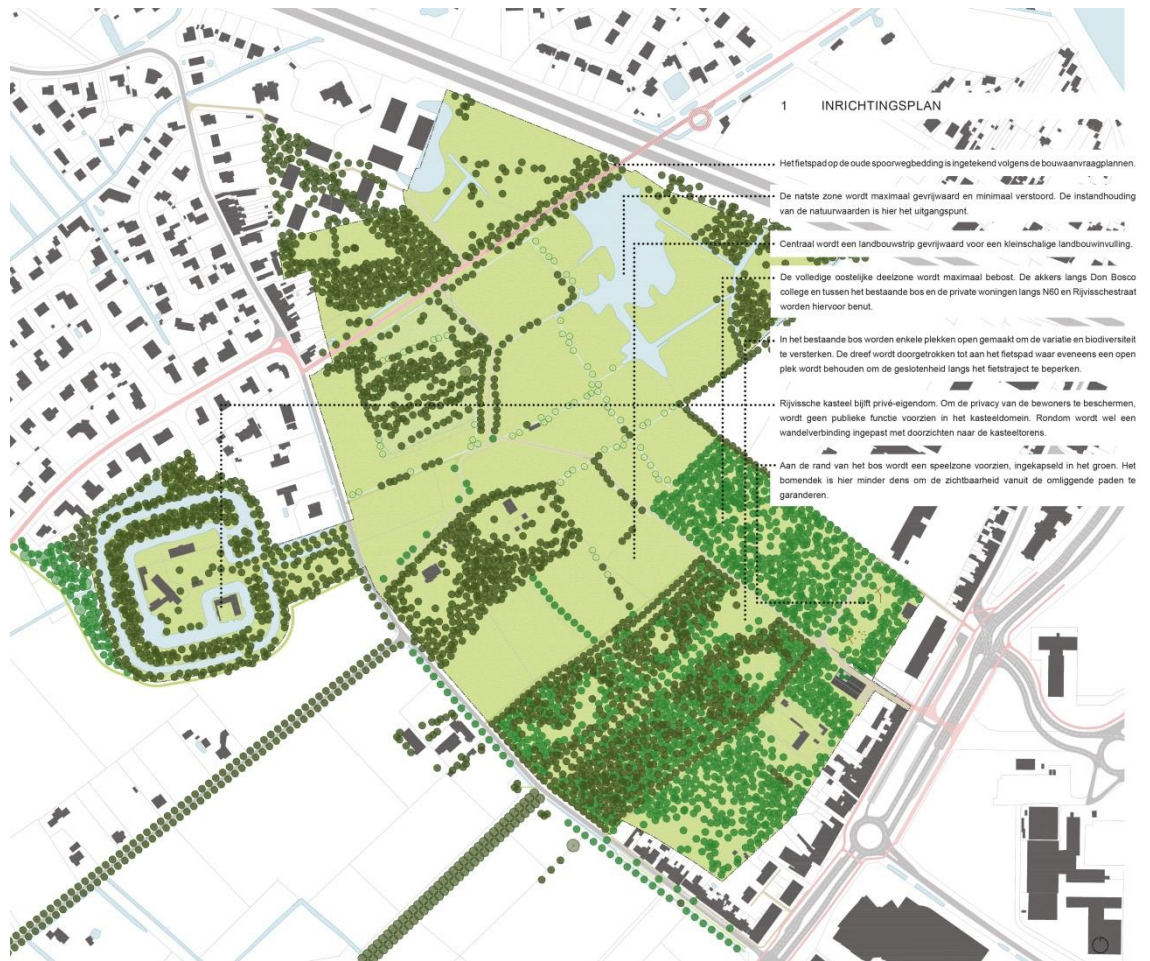 1 INRICHTINGSPLAN
Het fietspad op de oude spoorwegbedding is ingetekend volgens de bouwaanvraagplannen.
De natste zone wordt maximaal gevrijwaard en minimaal verstoord. De instandhouding
van de natuurwaarden is hier het uitgangspunt.
Centraal wordt een landbouwstrip gevrijwaard voor een kleinschalige landbouwinvulling.
De volledige oostelijke deelzone wordt maximaal bebost. De akkers langs Don Bosco
college en tussen het bestaande bos en de private woningen langs N60 en Rijvisschestraat
worden hiervoor benut.
In het bestaande bos worden enkele plekken open gemaakt om de variatie en biodiversiteit
te versterken. De dreef wordt doorgetrokken tot aan het fietspad waar eveneens een open
plek wordt behouden om de geslotenheid langs het fietstraject te beperken.
Rijvissche kasteel bijft privé-eigendom. Om de privacy van de bewoners te beschermen,
wordt geen publieke functie voorzien in het kasteeldomein. Rondom wordt wel een
wandelverbinding ingepast met doorzichten naar de kasteeltorens.
Aan de rand van het bos wordt een speelzone voorzien, ingekapseld in het groen. Het
bomendek is hier minder dens om de zichtbaarheid vanuit de omliggende paden te
garanderen.